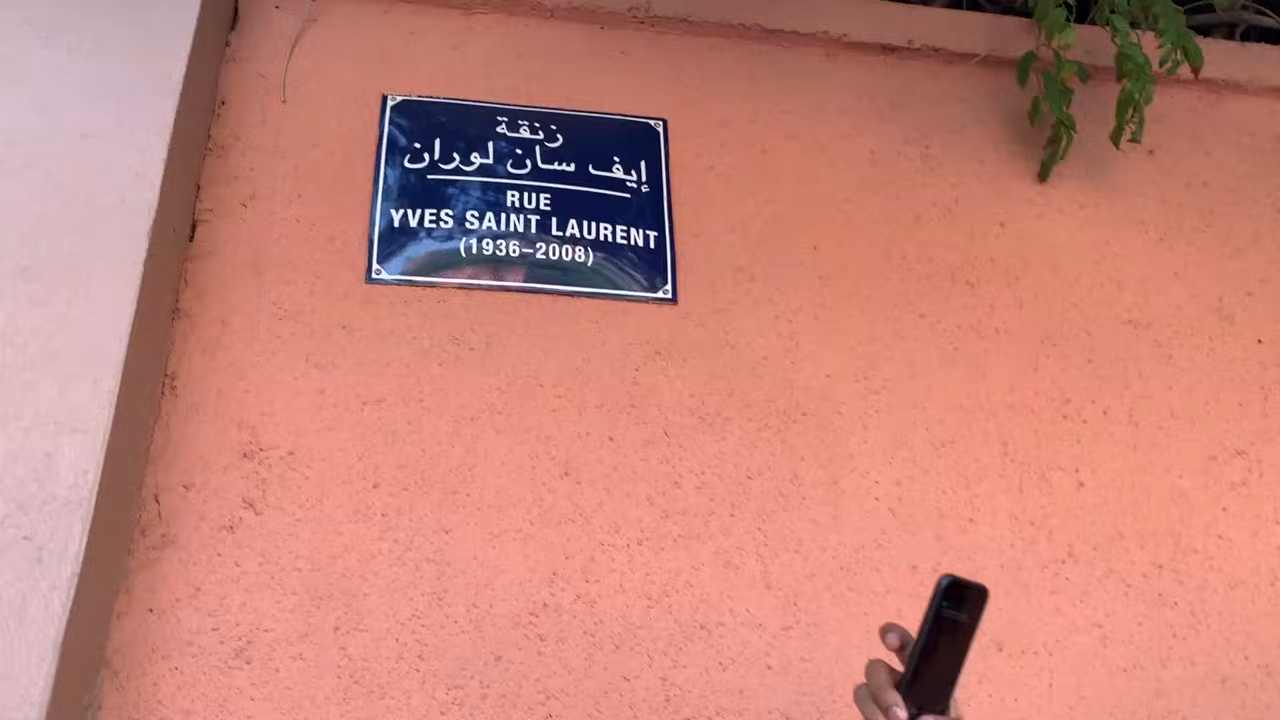 زنقة
إيف سان لوران
RUE
YVES SAINT LAURENT
(1936–2008)